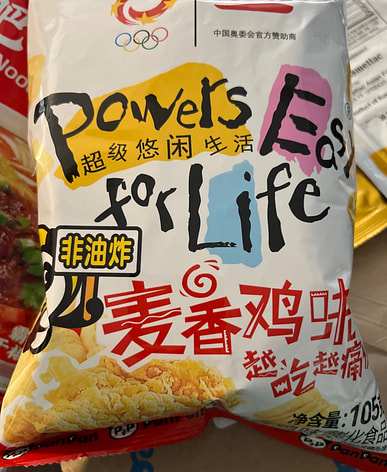 中国奥委会官方赞助商
Powers Easy
超级悠闲生活
for Life
非油炸
麦香鸡味
越吃越痛
净含量:105
PanPan
P&P PanPan